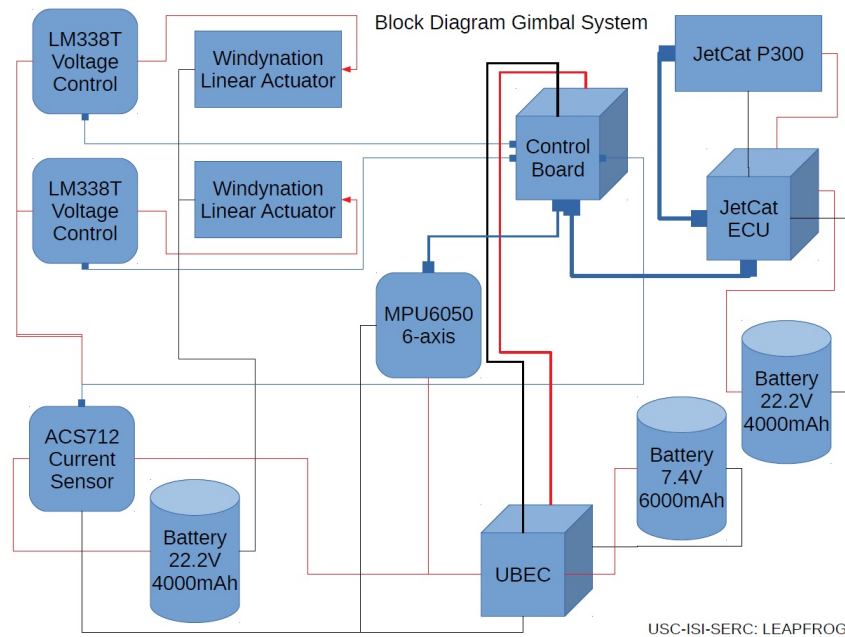 Block Diagram Gimbal System
LM338T
Voltage
Control
Windynation
Linear Actuator
JetCat P300
Control
Board
LM338T
Voltage
Control
Windynation
Linear Actuator
JetCat
ECU
MPU6050
6-axis
Battery
22.2V
4000mAh
ACS712
Current
Sensor
Battery
7.4V
6000mAh
Battery
22.2V
4000mAh
UBEC
USC-ISI-SERC: LEAPFROG